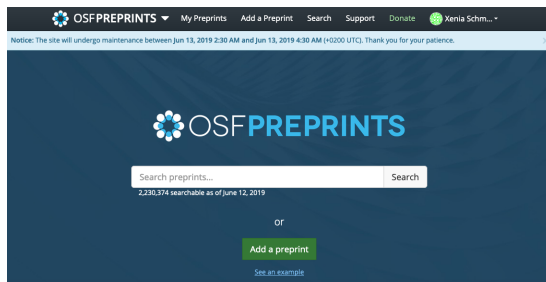 OSFPREPRINTS My Preprints Add a Preprint Search Support Donate Xenia Schm...
Notice: The site will undergo maintenance between Jun 13, 2019 2:30 AM and Jun 13, 2019 4:30 AM (+0200 UTC). Thank you for your patience.
OSFPREPRINTS
Search preprints... Search
2,230,374 searchable as of June 12, 2019
or
Add a preprint
See an example